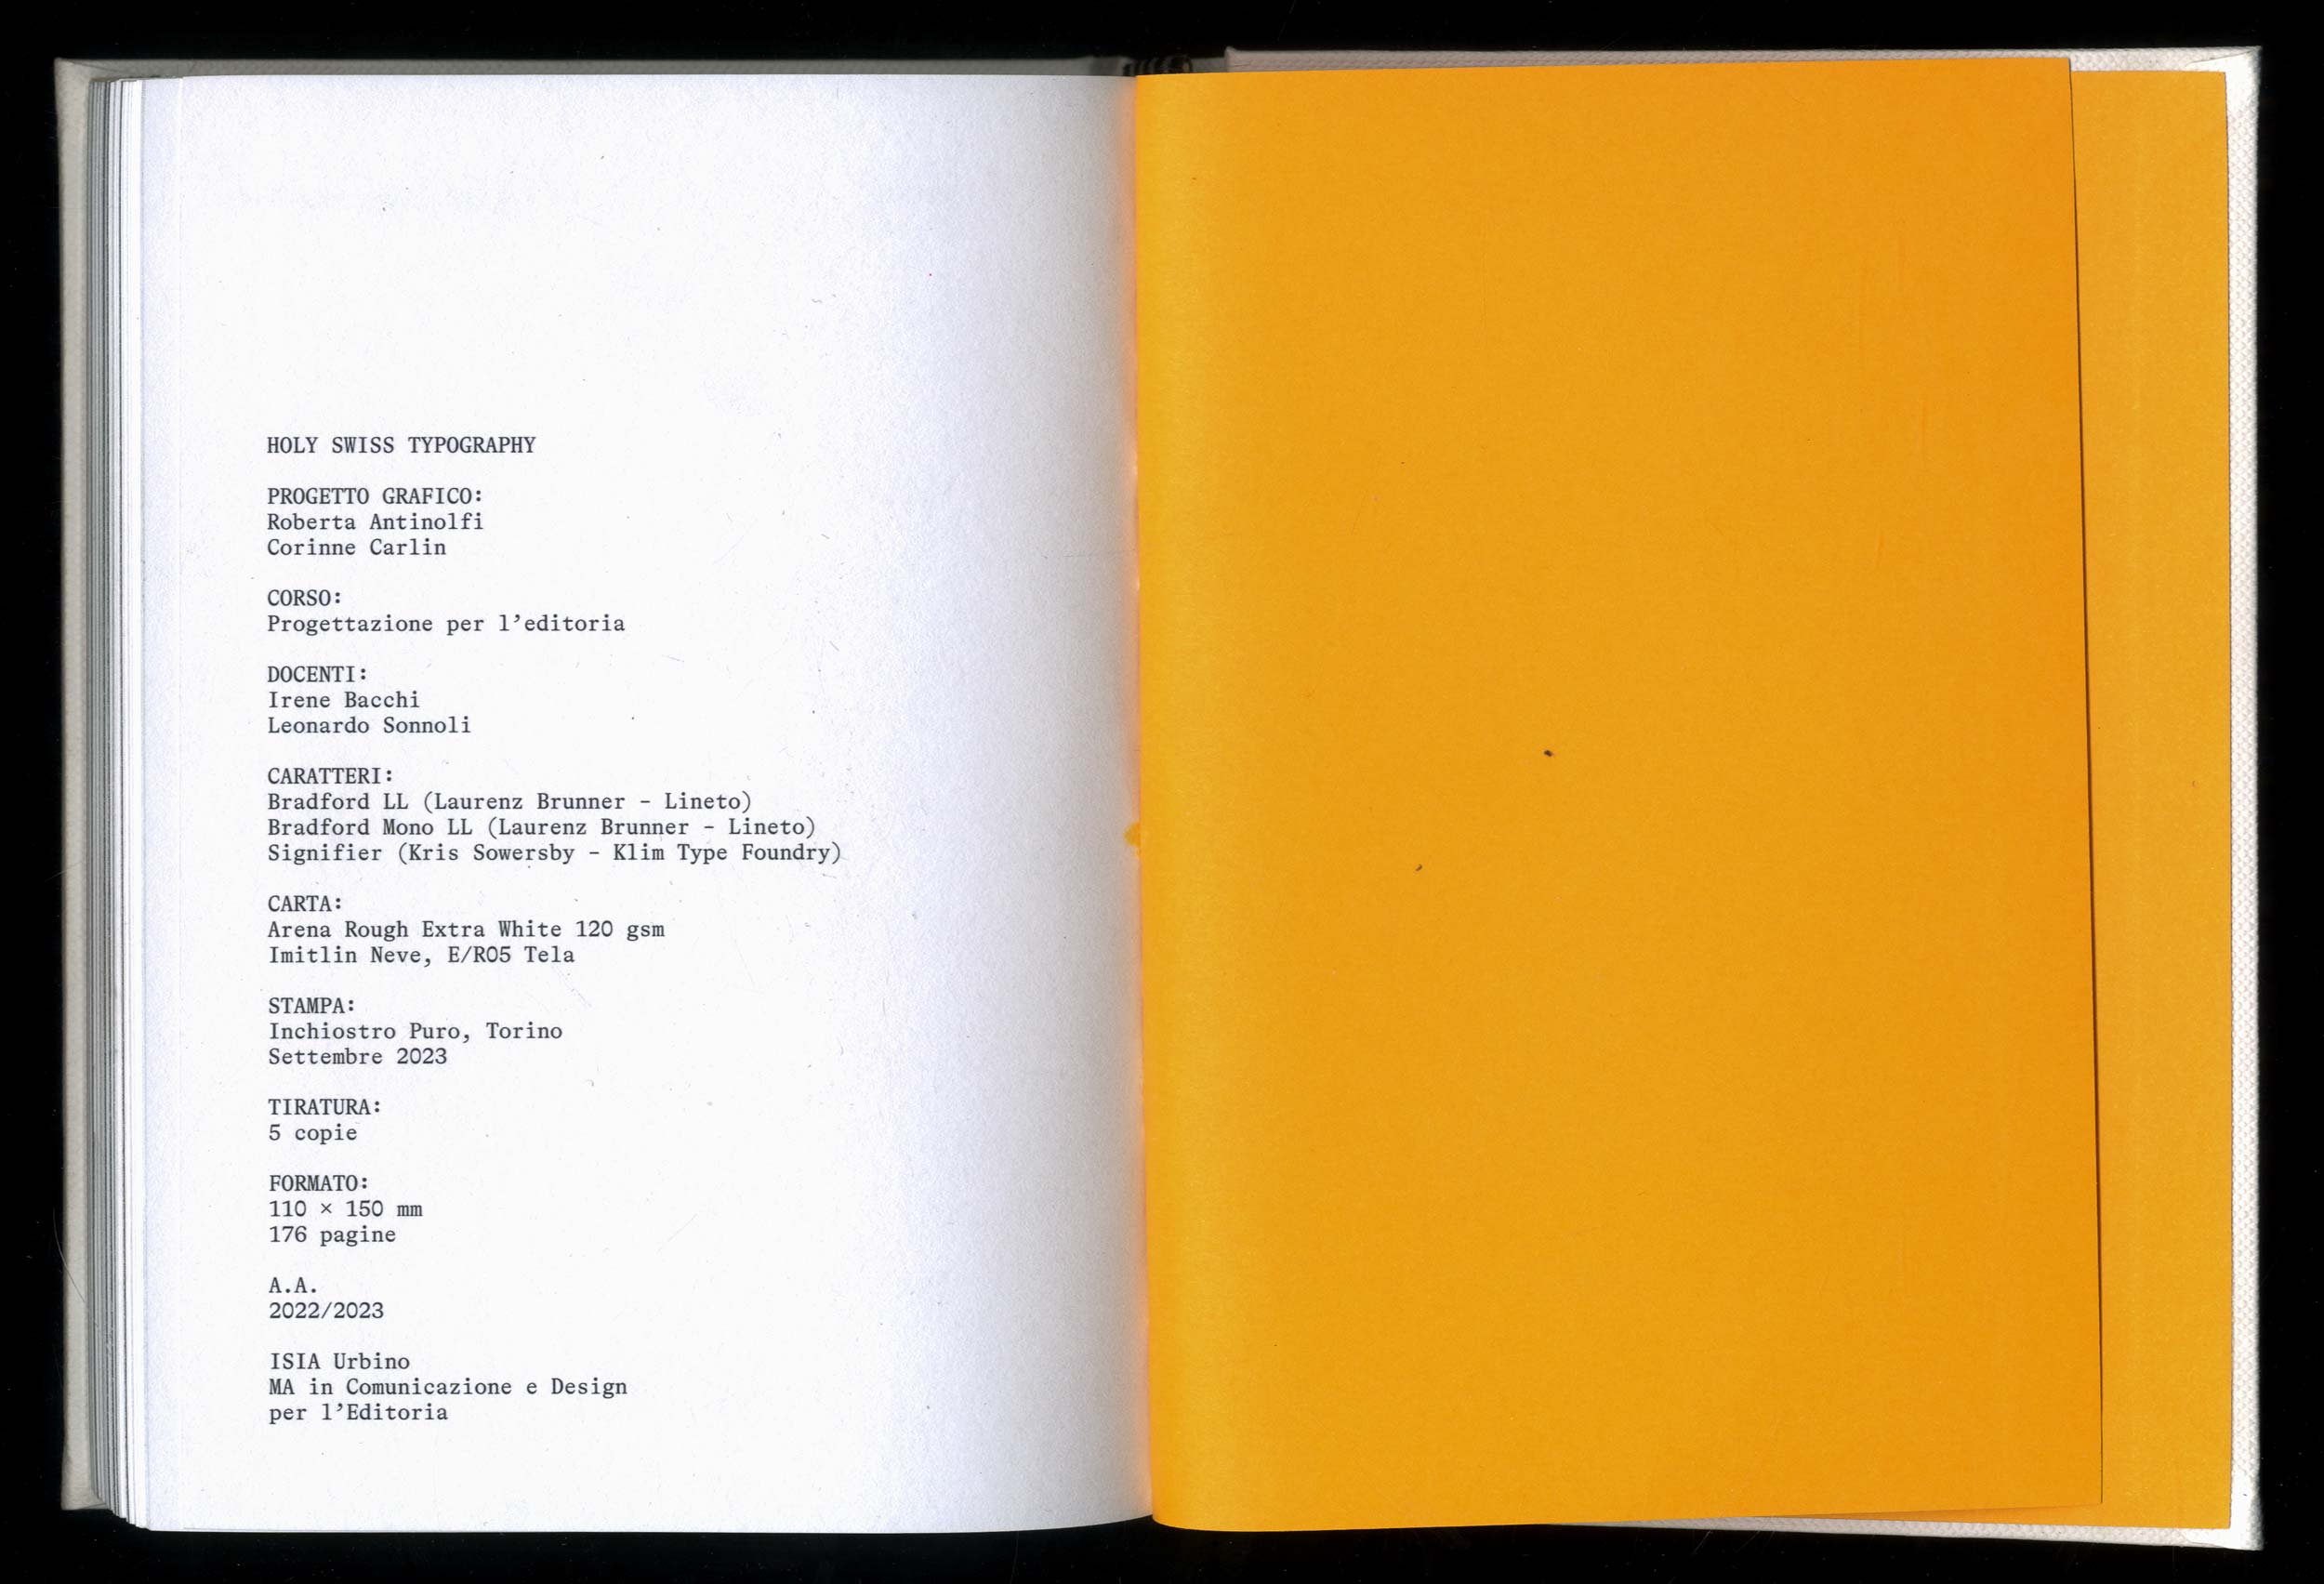 HOLY SWISS TYPOGRAPHY
PROGETTO GRAFICO:
Roberta Antinolfi
Corinne Carlin
CORSO:
Progettazione per l’editoria
DOCENTI:
Irene Bacchi
Leonardo Sonnoli
CARATTERI:
Bradford LL (Laurenz Brunner – Lineto)
Bradford Mono LL (Laurenz Brunner – Lineto)
Signifier (Kris Sowersby – Klim Type Foundry)
CARTA:
Arena Rough Extra White 120 gsm
Imitlin Neve, E/R05 Tela
STAMPA:
Inchiostro Puro, Torino
Settembre 2023
TIRATURA:
5 copie
FORMATO:
110 × 150 mm
176 pagine
A.A.
2022/2023
ISIA Urbino
MA in Comunicazione e Design
per l’Editoria